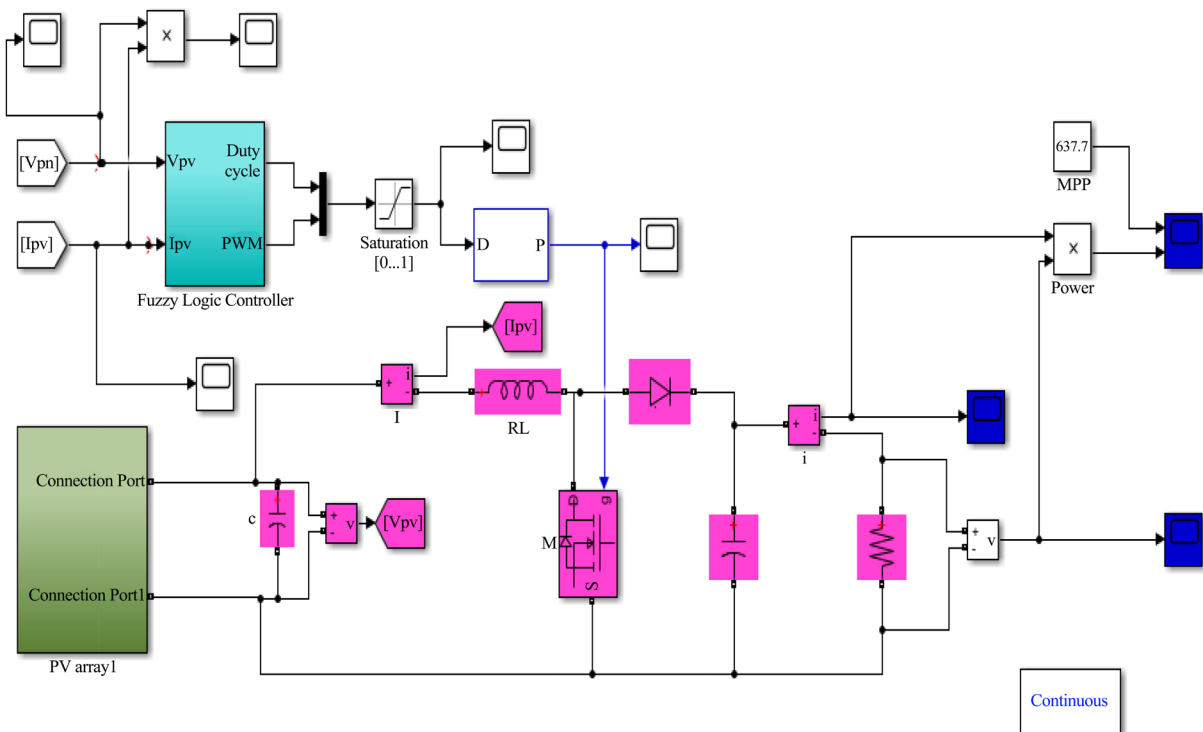 ×
[Vpn]
Vpv
Duty
cycle
[Ipv]
Ipv
PWM
Fuzzy Logic Controller
Saturation
[0...1]
D
P
637.7
MPP
×
Power
[Ipv]
+
i
-
I
RL
+
i
-
i
Connection Port
c
+
-
v
[Vpv]
Connection Port1
PV array1
D
g
M
S
+
-
v
Continuous